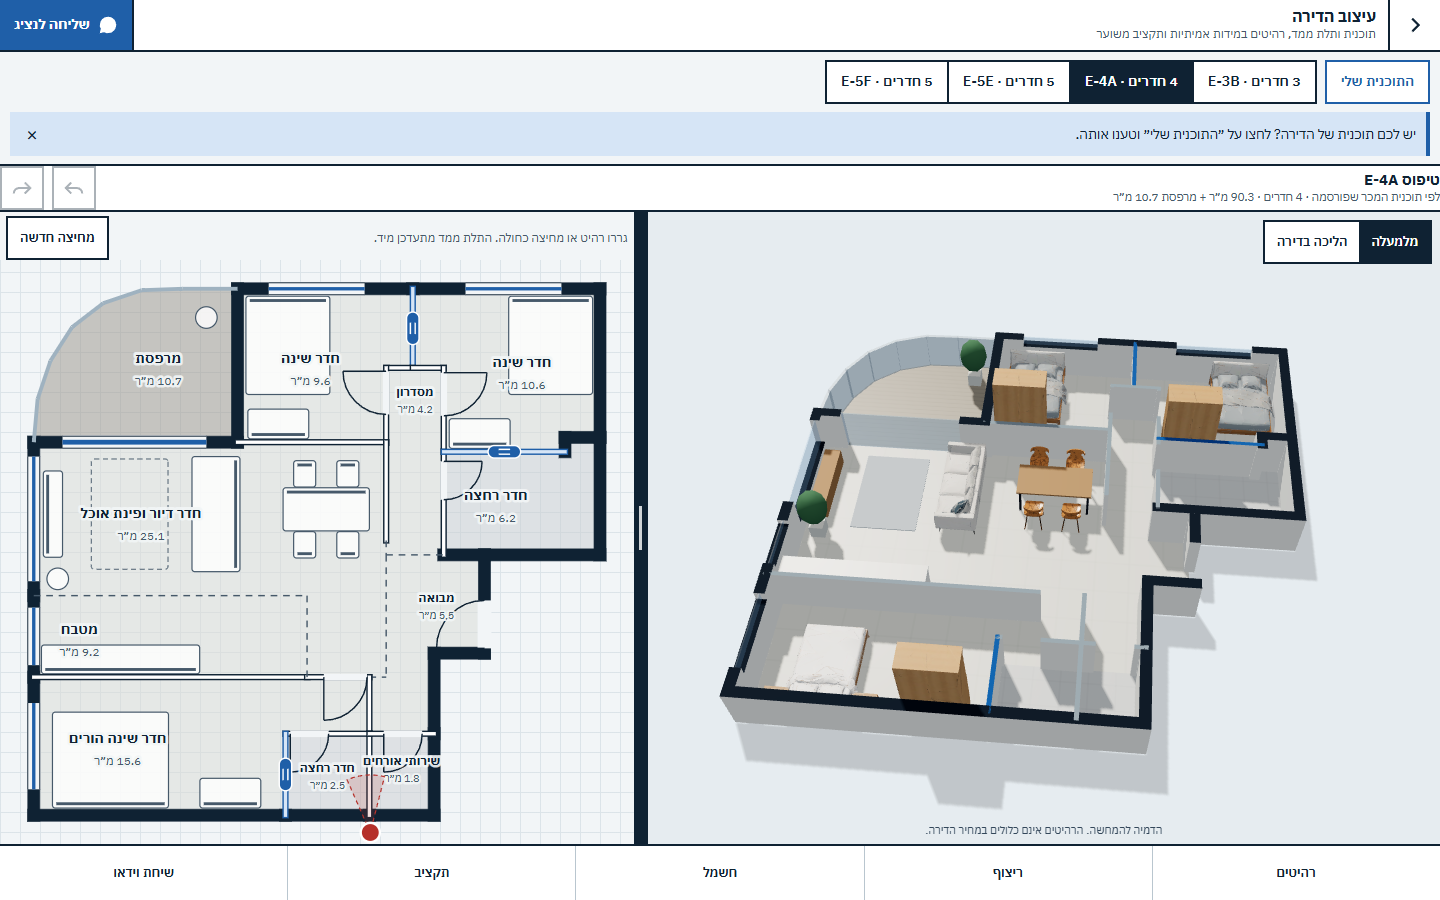 עיצוב הדירה
תוכנית ותלת ממד, רהיטים במידות אמיתיות ותקציב משוער
שליחה לנציג
התוכנית שלי
3 חדרים · E-3B
4 חדרים · E-4A
5 חדרים · E-5E
5 חדרים · E-5F
יש לכם תוכנית של הדירה? לחצו על "התוכנית שלי" וטענו אותה.
×
טיפוס E-4A
לפי תוכנית המכר שפורסמה · 4 חדרים · 90.3 מ"ר + מרפסת 10.7 מ"ר
מלמעלה
הליכה בדירה
גררו רהיט או מחיצה כחולה. התלת ממד מתעדכן מיד.
מחיצה חדשה
חדר שינה
10.6 מ"ר
חדר שינה
9.6 מ"ר
מרפסת
10.7 מ"ר
מסדרון
4.2 מ"ר
חדר רחצה
6.2 מ"ר
חדר דיור ופינת אוכל
25.1 מ"ר
מבואה
5.5 מ"ר
מטבח
9.2 מ"ר
חדר שינה הורים
15.6 מ"ר
שירותי אורחים
1.8 מ"ר
חדר רחצה
2.5 מ"ר
הדמיה להמחשה. הרהיטים אינם כלולים במחיר הדירה.
רהיטים
ריצוף
חשמל
תקציב
שיחת וידאו